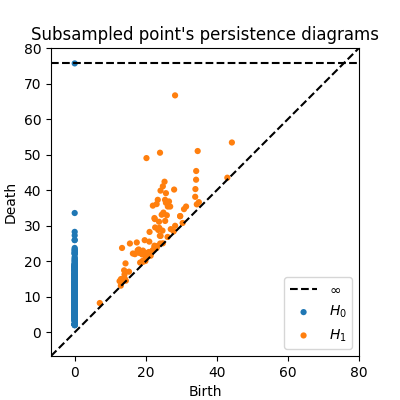 Subsampled point's persistence diagrams
80
70
60
50
40
30
20
10
0
Death
∞
H₀
H₁
0 20 40 60 80
Birth